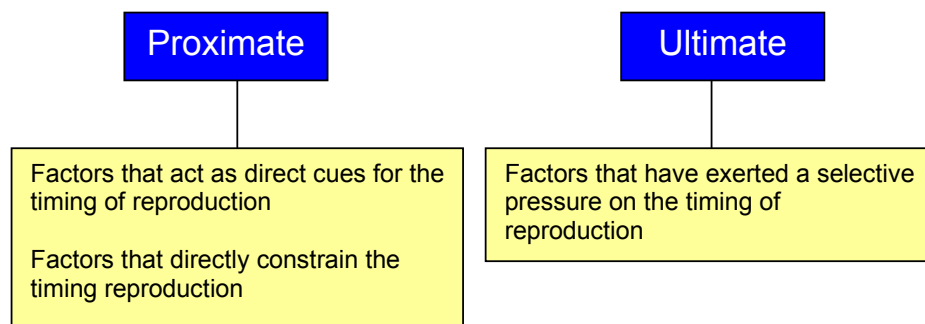 Proximate
Ultimate
Factors that act as direct cues for the
timing of reproduction
Factors that directly constrain the
timing reproduction
Factors that have exerted a selective
pressure on the timing of
reproduction